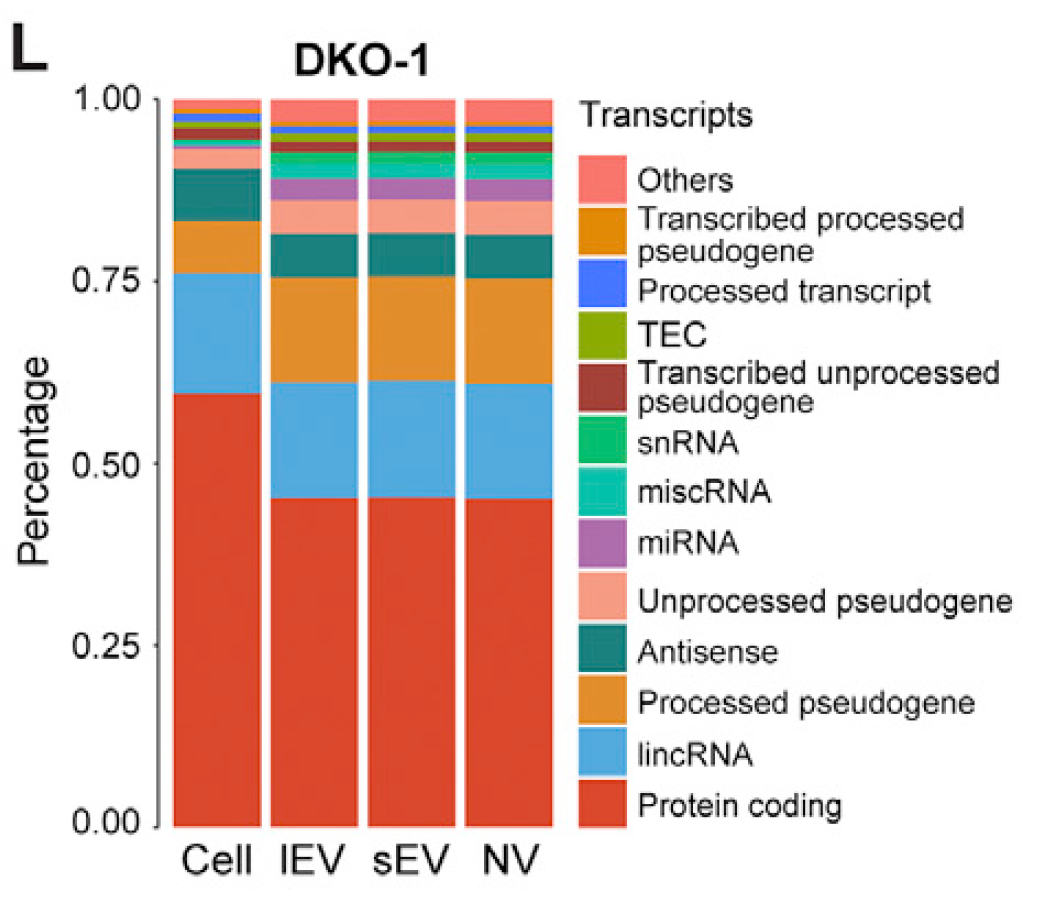 L
DKO-1
1.00
0.75
0.50
0.25
0.00
Percentage
Cell lEV sEV NV
Transcripts
Others
Transcribed processed
pseudogene
Processed transcript
TEC
Transcribed unprocessed
pseudogene
snRNA
miscRNA
miRNA
Unprocessed pseudogene
Antisense
Processed pseudogene
lincRNA
Protein coding